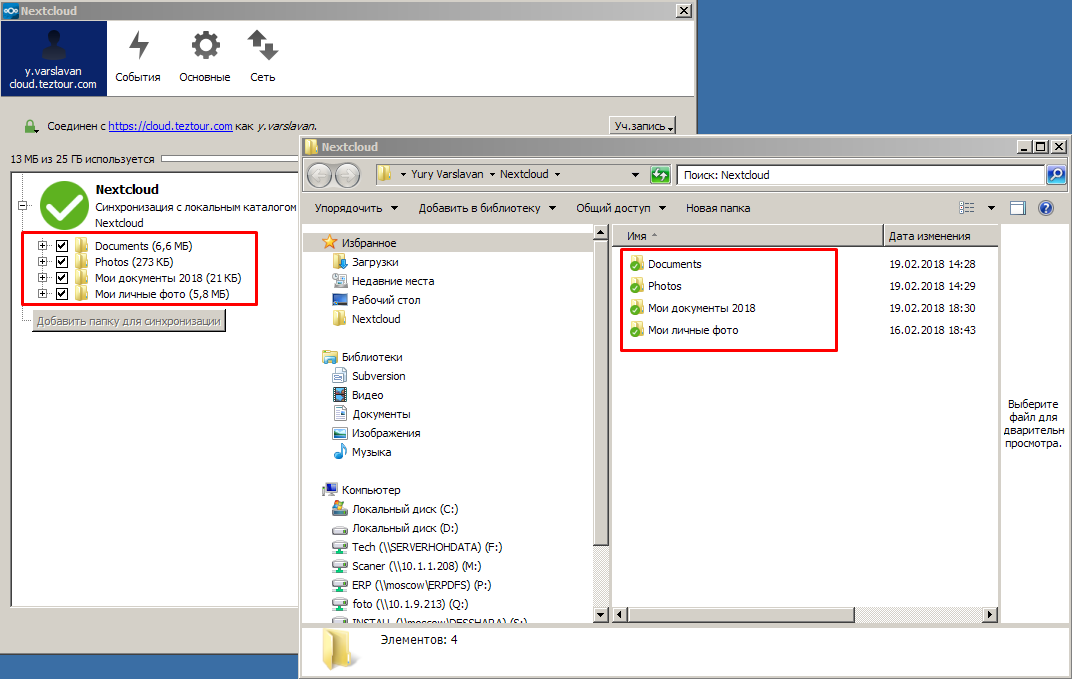 Nextcloud
y.varslavan
cloud.teztour.com
События
Основные
Сеть
Соединен с https://cloud.teztour.com как y.varslavan.
Уч.запись
13 МБ из 25 ГБ используется
Nextcloud
Синхронизация с локальным каталогом
Nextcloud
Documents (6,6 МБ)
Photos (273 КБ)
Мои документы 2018 (21 КБ)
Мои личные фото (5,8 МБ)
Добавить папку для синхронизации
Nextcloud
Yury Varslavan Nextcloud
Поиск: Nextcloud
Упорядочить Добавить в библиотеку Общий доступ Новая папка
Избранное
Загрузки
Недавние места
Рабочий стол
Nextcloud
Библиотеки
Subversion
Видео
Документы
Изображения
Музыка
Компьютер
Локальный диск (C:)
Локальный диск (D:)
Tech (\\SERVERHOHDATA) (F:)
Scaner (\\10.1.1.208) (M:)
ERP (\\moscow\ERPDFS) (P:)
foto (\\10.1.9.213) (Q:)
INSTALL (\\moscow\DFSSHARA) (S:)
Имя Дата изменения
Documents 19.02.2018 14:28
Photos 19.02.2018 14:29
Мои документы 2018 19.02.2018 18:30
Мои личные фото 16.02.2018 18:43
Выберите
файл для
дварительн
просмотра.
Элементов: 4